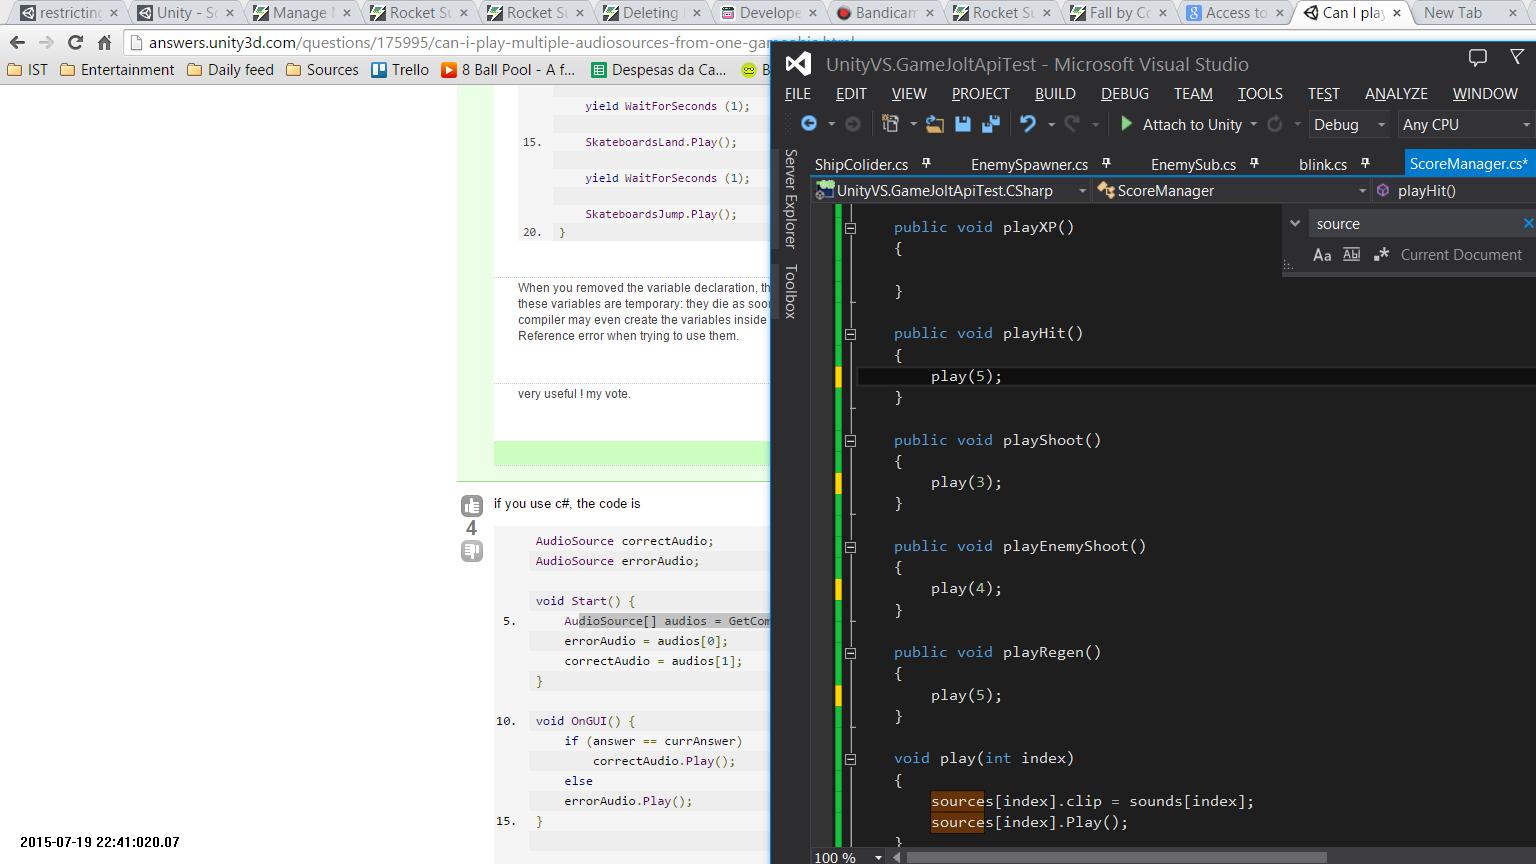 restricting
Unity - Sc
Manage
Rocket Su
Rocket Su
Deleting
Develope
Bandicam
Rocket Su
Fall by Co
Access to
Can I play
New Tab
answers.unity3d.com/questions/175995/can-i-play-multiple-audiosources-from-one-gameobje.html
IST
Entertainment
Daily feed
Sources
Trello
8 Ball Pool - A f...
Despesas da Ca...
B
yield WaitForSeconds (1);
15. SkateboardsLand.Play();
yield WaitForSeconds (1);
SkateboardsJump.Play();
20. }
When you removed the variable declaration, th
these variables are temporary: they die as soo
compiler may even create the variables inside
Reference error when trying to use them.
very useful ! my vote.
4
if you use c#, the code is
AudioSource correctAudio;
AudioSource errorAudio;
void Start() {
5. AudioSource[] audios = GetCom
errorAudio = audios[0];
correctAudio = audios[1];
}
10. void OnGUI() {
if (answer == currAnswer)
correctAudio.Play();
else
errorAudio.Play();
15. }
2015-07-19 22:41:020.07
UnityVS.GameJoltApiTest - Microsoft Visual Studio
FILE EDIT VIEW PROJECT BUILD DEBUG TEAM TOOLS TEST ANALYZE WINDOW
Attach to Unity
Debug
Any CPU
Server Explorer
Toolbox
ShipColider.cs
EnemySpawner.cs
EnemySub.cs
blink.cs
ScoreManager.cs*
UnityVS.GameJoltApiTest.CSharp
ScoreManager
playHit()
source
Aa Abl .* Current Document
public void playXP()
{
}
public void playHit()
{
play(5);
}
public void playShoot()
{
play(3);
}
public void playEnemyShoot()
{
play(4);
}
public void playRegen()
{
play(5);
}
void play(int index)
{
sources[index].clip = sounds[index];
sources[index].Play();
}
100 %